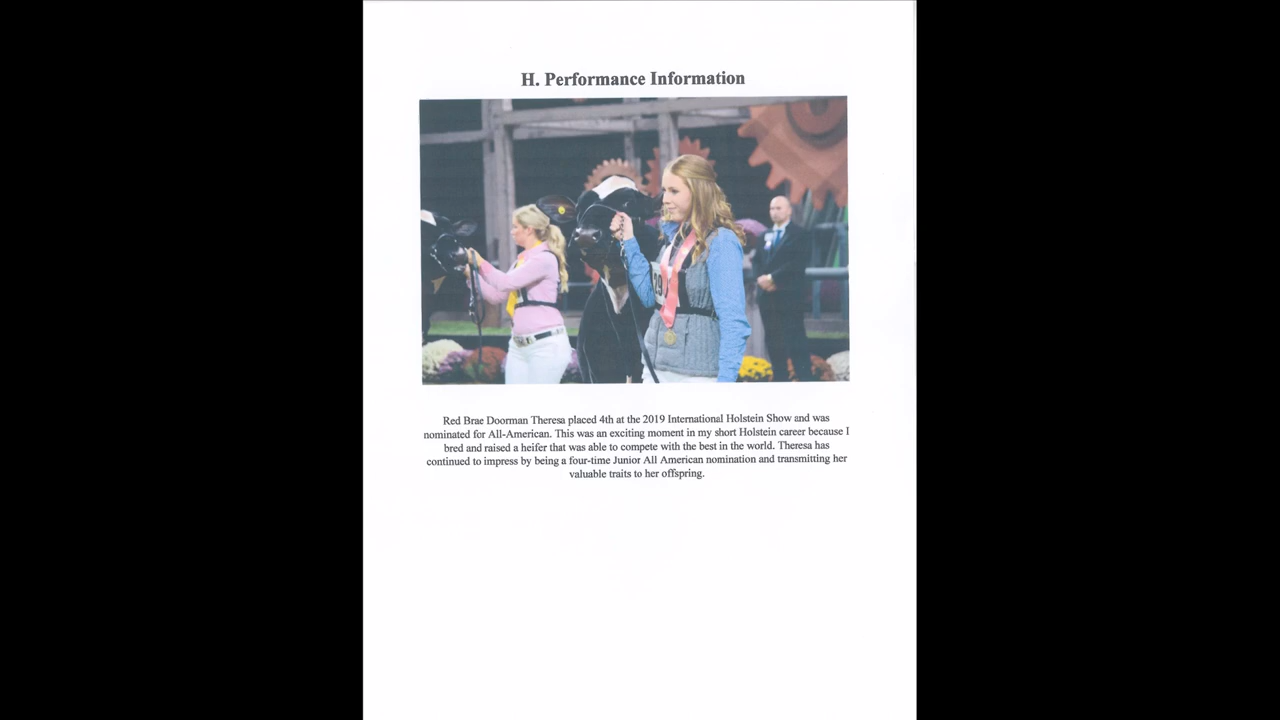 H. Performance Information
29
Red Brae Doorman Theresa placed 4th at the 2019 International Holstein Show and was
nominated for All-American. This was an exciting moment in my short Holstein career because I
bred and raised a heifer that was able to compete with the best in the world. Theresa has
continued to impress by being a four-time Junior All American nomination and transmitting her
valuable traits to her offspring.